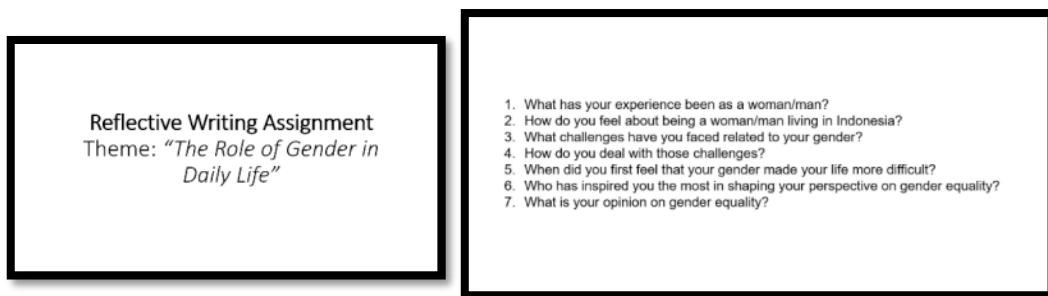 Reflective Writing Assignment
Theme: “The Role of Gender in
Daily Life”
1. What has your experience been as a woman/man?
2. How do you feel about being a woman/man living in Indonesia?
3. What challenges have you faced related to your gender?
4. How do you deal with those challenges?
5. When did you first feel that your gender made your life more difficult?
6. Who has inspired you the most in shaping your perspective on gender equality?
7. What is your opinion on gender equality?